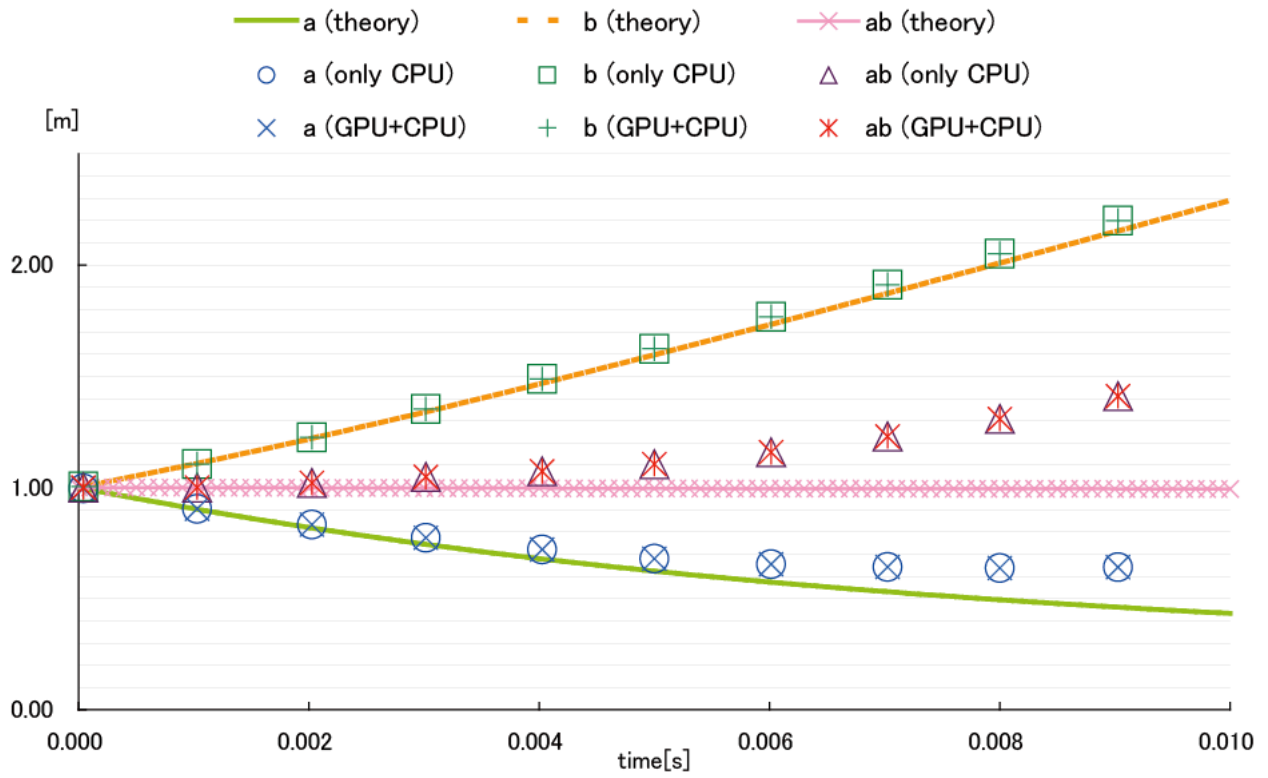 a (theory) b (theory) ab (theory)
a (only CPU) b (only CPU) ab (only CPU)
a (GPU+CPU) b (GPU+CPU) ab (GPU+CPU)
[m]
2.00
1.00
0.00
0.000 0.002 0.004 0.006 0.008 0.010
time[s]